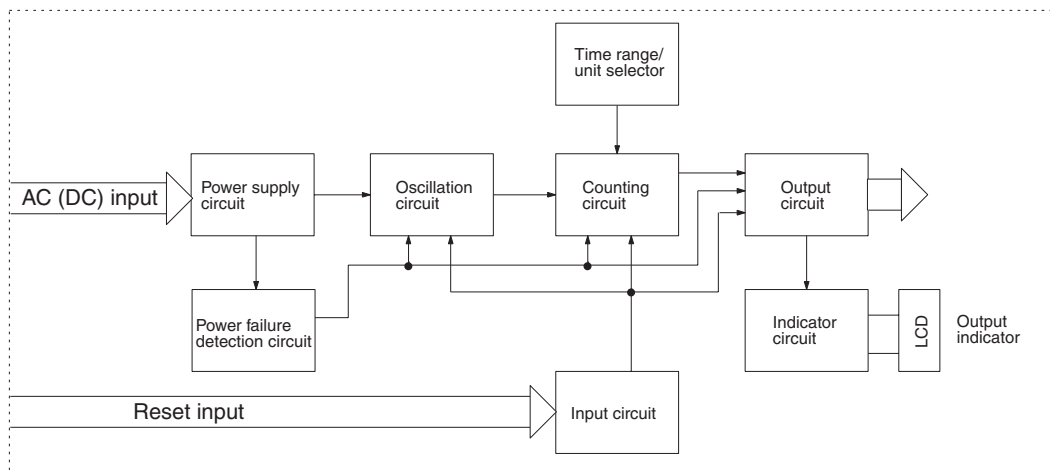 Time range/
unit selector
AC (DC) input
Power supply
circuit
Oscillation
circuit
Counting
circuit
Output
circuit
Power failure
detection circuit
Indicator
circuit
LCD
Output
indicator
Reset input
Input circuit